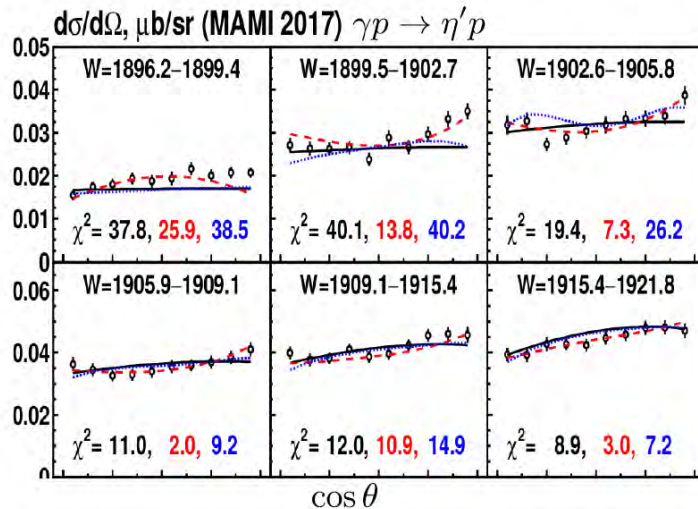 dσ/dΩ, μb/sr (MAMI 2017) γp → η′p
0.05
0.04
0.03
0.02
0.01
0
W=1896.2–1899.4
χ²= 37.8, 25.9, 38.5
W=1899.5–1902.7
χ²= 40.1, 13.8, 40.2
W=1902.6–1905.8
χ²= 19.4, 7.3, 26.2
0.06
0.04
0.02
0
W=1905.9–1909.1
χ²= 11.0, 2.0, 9.2
W=1909.1–1915.4
χ²= 12.0, 10.9, 14.9
W=1915.4–1921.8
χ²= 8.9, 3.0, 7.2
cos θ